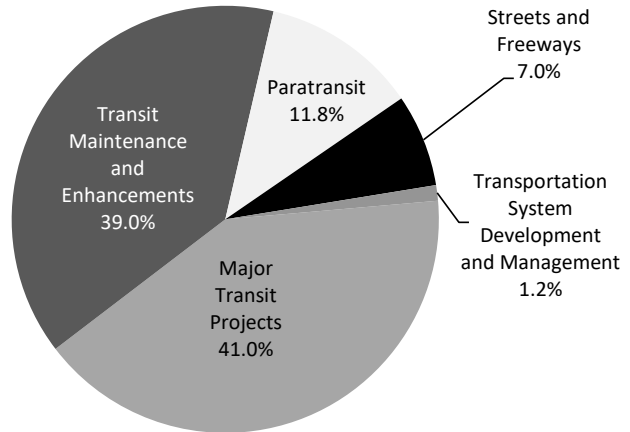 Streets and
Freeways
7.0%
Paratransit
11.8%
Transit
Maintenance
and
Enhancements
39.0%
Transportation
System
Development
and Management
1.2%
Major
Transit
Projects
41.0%